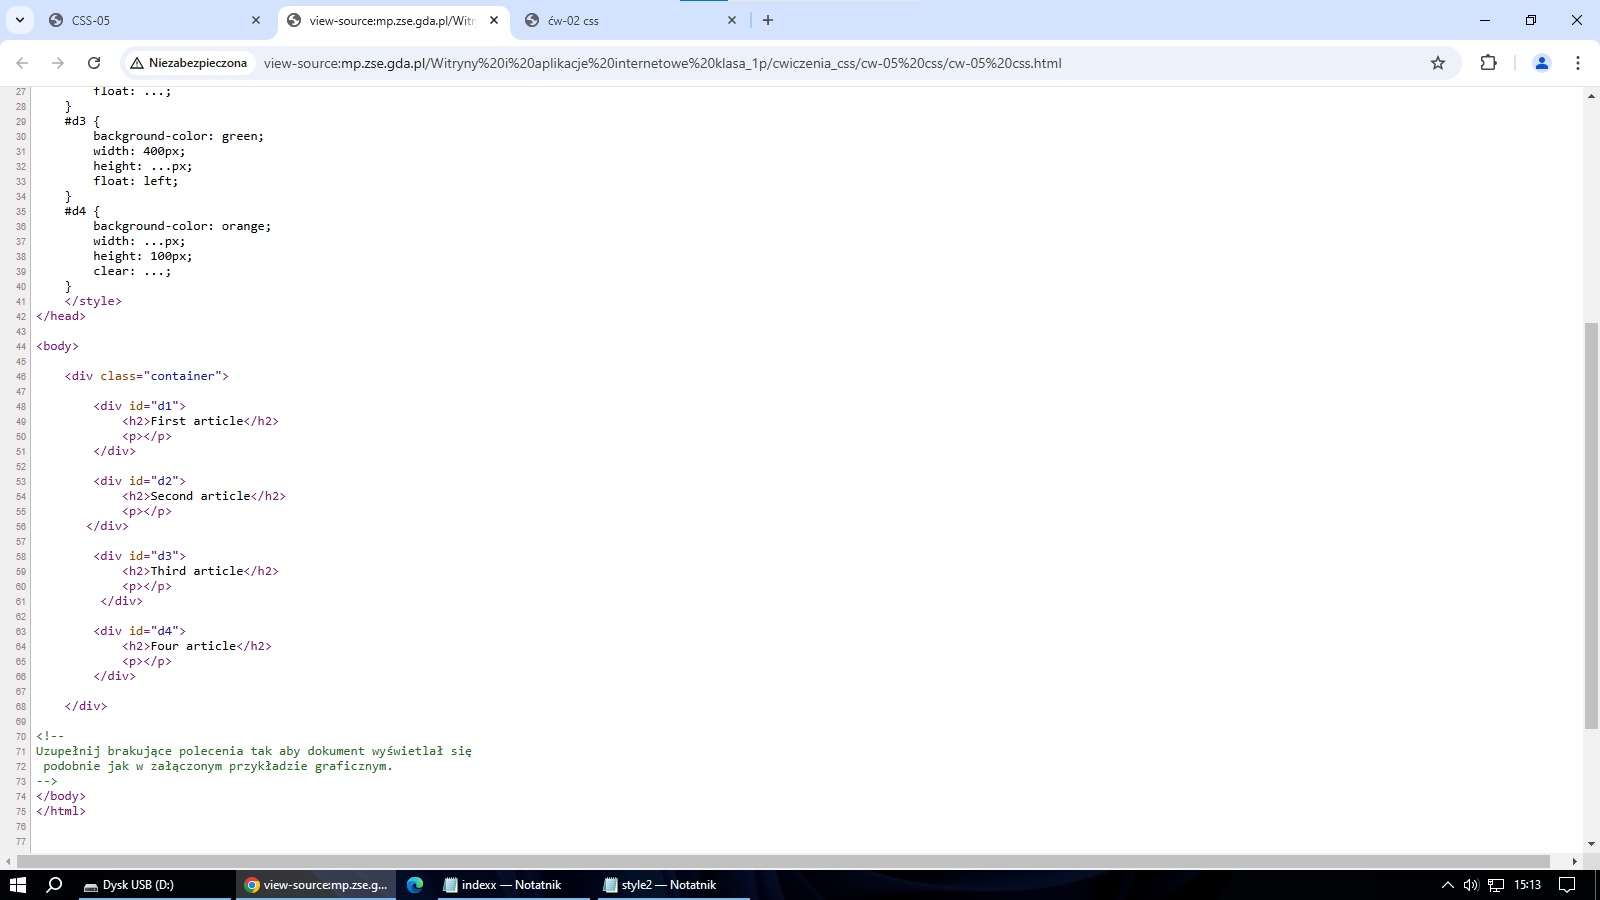 CSS-05
view-source:mp.zse.gda.pl/Witry
ćw-02 css
Niezabezpieczona
view-source:mp.zse.gda.pl/Witryny%20i%20aplikacje%20internetowe%20klasa_1p/cwiczenia_css/cw-05%20css/cw-05%20css.html
27 float: ...;
28 }
29 #d3 {
30 background-color: green;
31 width: 400px;
32 height: ...px;
33 float: left;
34 }
35 #d4 {
36 background-color: orange;
37 width: ...px;
38 height: 100px;
39 clear: ...;
40 }
41 </style>
42 </head>
43
44 <body>
45
46 <div class="container">
47
48 <div id="d1">
49 <h2>First article</h2>
50 <p></p>
51 </div>
52
53 <div id="d2">
54 <h2>Second article</h2>
55 <p></p>
56 </div>
57
58 <div id="d3">
59 <h2>Third article</h2>
60 <p></p>
61 </div>
62
63 <div id="d4">
64 <h2>Four article</h2>
65 <p></p>
66 </div>
67
68 </div>
69
70 <!--
71 Uzupełnij brakujące polecenia tak aby dokument wyświetlał się
72 podobnie jak w załączonym przykładzie graficznym.
73 -->
74 </body>
75 </html>
76
77
Dysk USB (D:)
view-source:mp.zse.g...
indexx — Notatnik
style2 — Notatnik
15:13